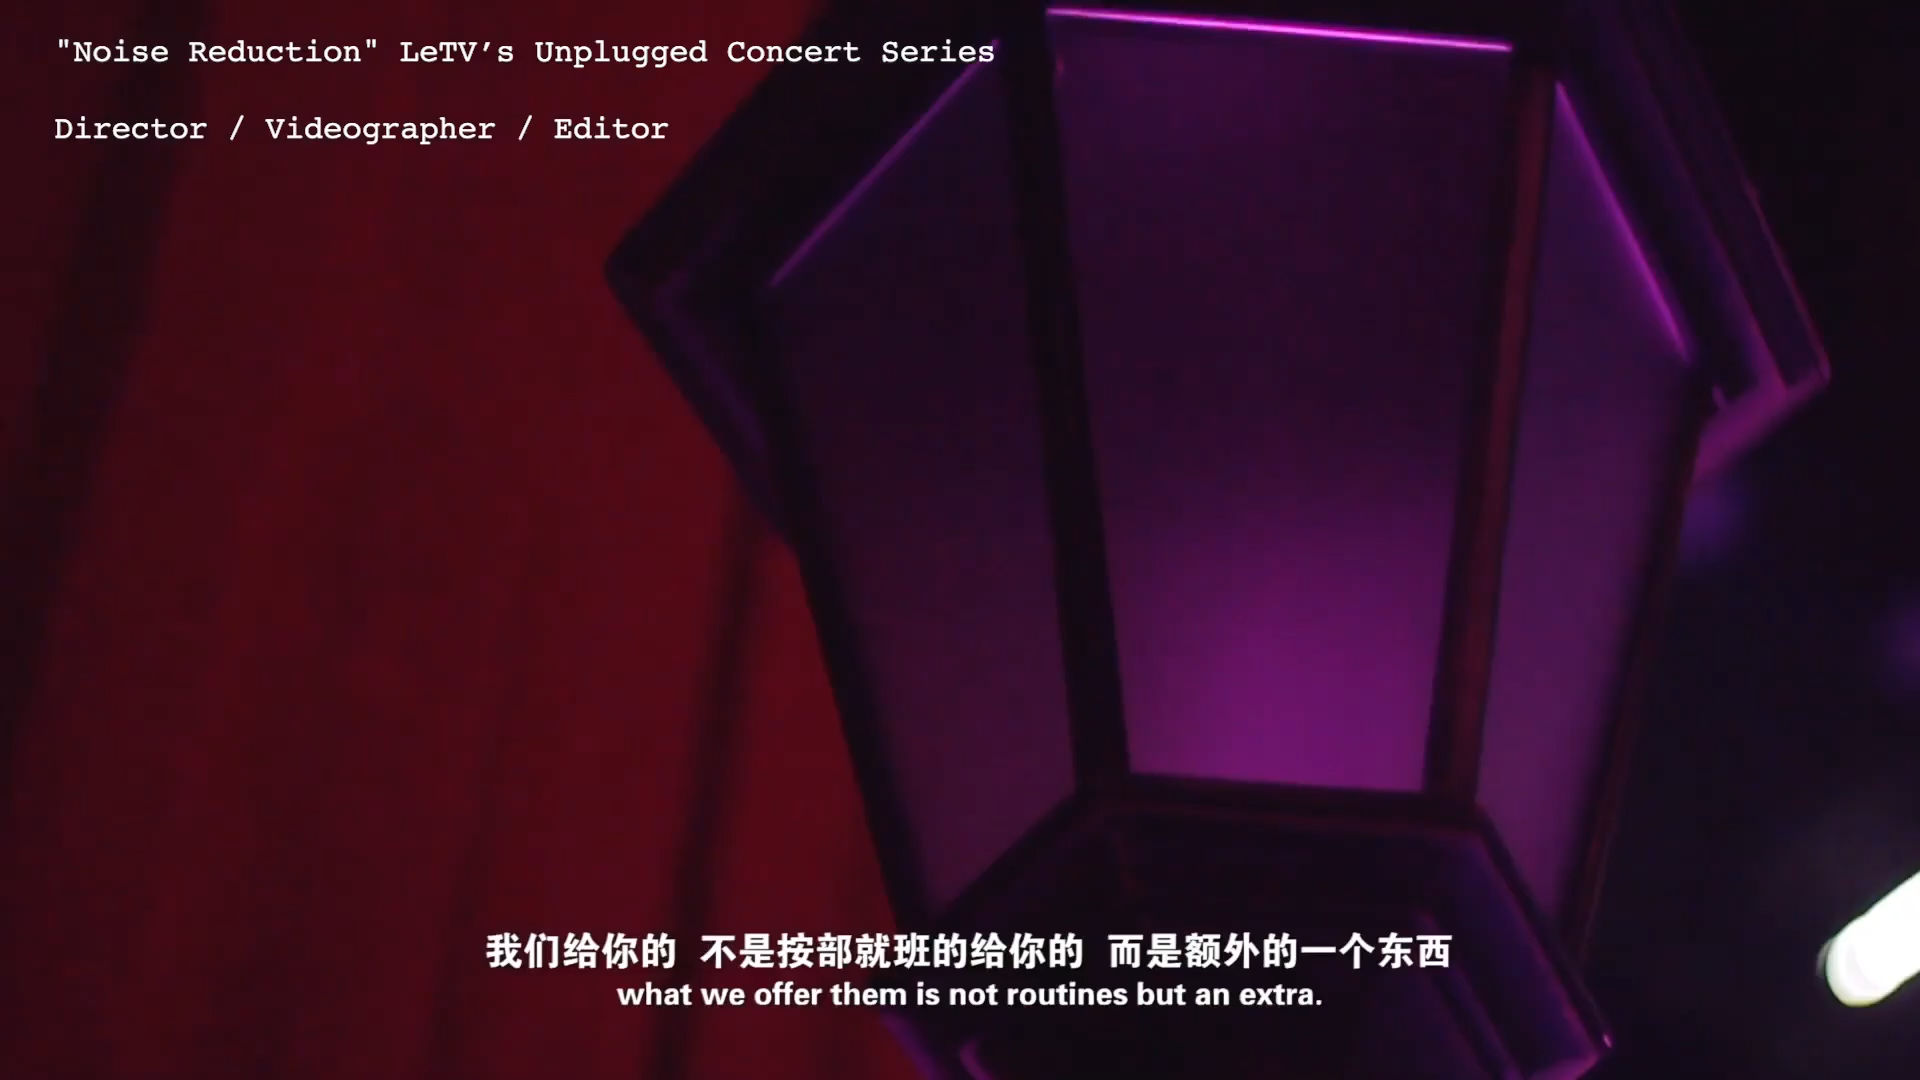 "Noise Reduction" LeTV’s Unplugged Concert Series
Director / Videographer / Editor
我们给你的 不是按部就班的给你的 而是额外的一个东西
what we offer them is not routines but an extra.